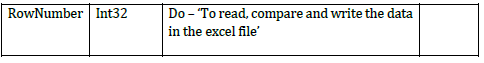 RowNumber Int32 Do – ‘To read, compare and write the data
in the excel file’